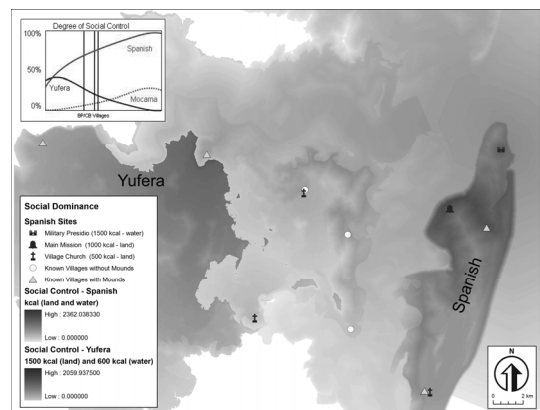 Degree of Social Control
100%
Spanish
50%
Yufera
Mocama
0%
BP/CB Villages
Yufera
Spanish
Social Dominance
Spanish Sites
Military Presidio (1500 kcal - water)
Main Mission (1000 kcal - land)
Village Church (500 kcal - land)
Known Villages without Mounds
Known Villages with Mounds
Social Control - Spanish
kcal (land and water)
High : 2362.038330
Low : 0.000000
Social Control - Yufera
1500 kcal (land) and 600 kcal (water)
High : 2059.937500
Low : 0.000000
N
0 2 km